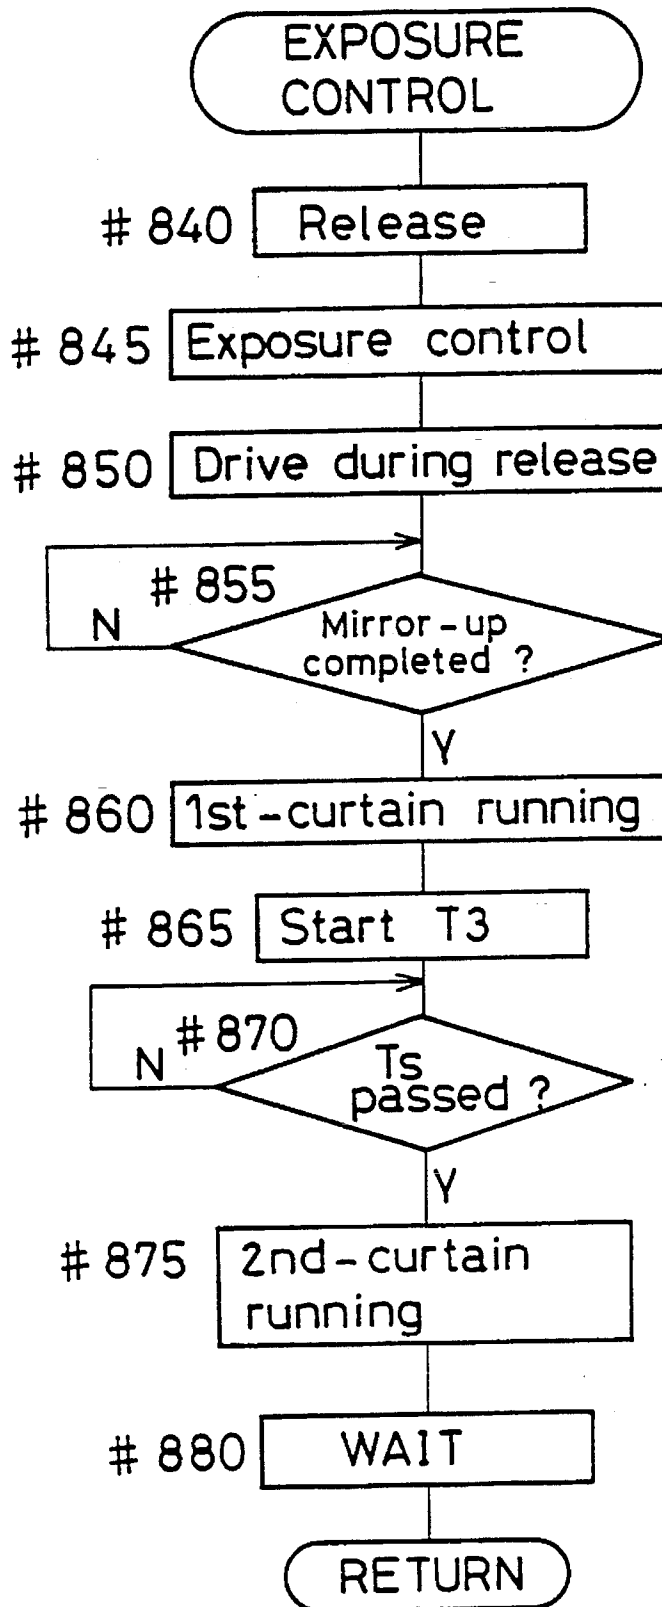 EXPOSURE
CONTROL
# 840 Release
# 845 Exposure control
# 850 Drive during release
# 855
N
Mirror-up
completed ?
Y
# 860 1st-curtain running
# 865 Start T3
# 870
N
Ts
passed ?
Y
# 875 2nd-curtain
running
# 880 WAIT
RETURN